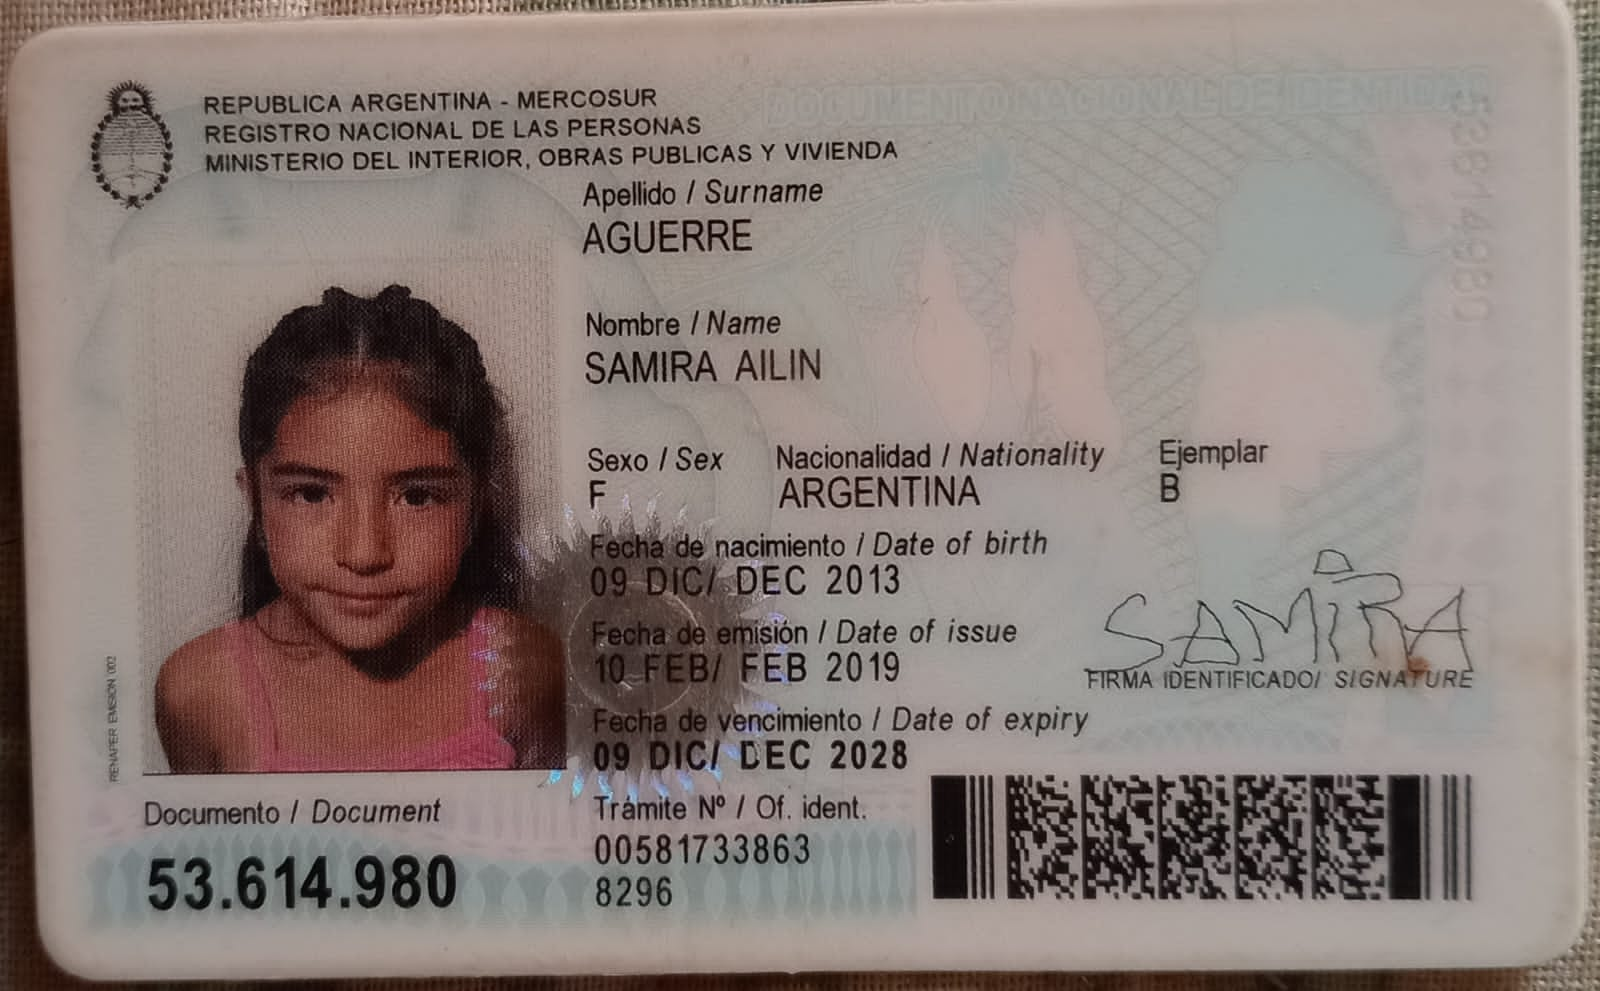 REPUBLICA ARGENTINA - MERCOSUR
REGISTRO NACIONAL DE LAS PERSONAS
MINISTERIO DEL INTERIOR, OBRAS PUBLICAS Y VIVIENDA
DOCUMENTO NACIONAL DE IDENTIDAD
Apellido / Surname
AGUERRE
Nombre / Name
SAMIRA AILIN
Sexo / Sex Nacionalidad / Nationality Ejemplar
F ARGENTINA B
Fecha de nacimiento / Date of birth
09 DIC/ DEC 2013
Fecha de emisión / Date of issue
10 FEB/ FEB 2019
SAMIRA
FIRMA IDENTIFICADO/ SIGNATURE
Fecha de vencimiento / Date of expiry
09 DIC/ DEC 2028
RENAPER EMISION 002
Documento / Document
53.614.980
Trámite Nº / Of. ident.
00581733863
8296
53614980